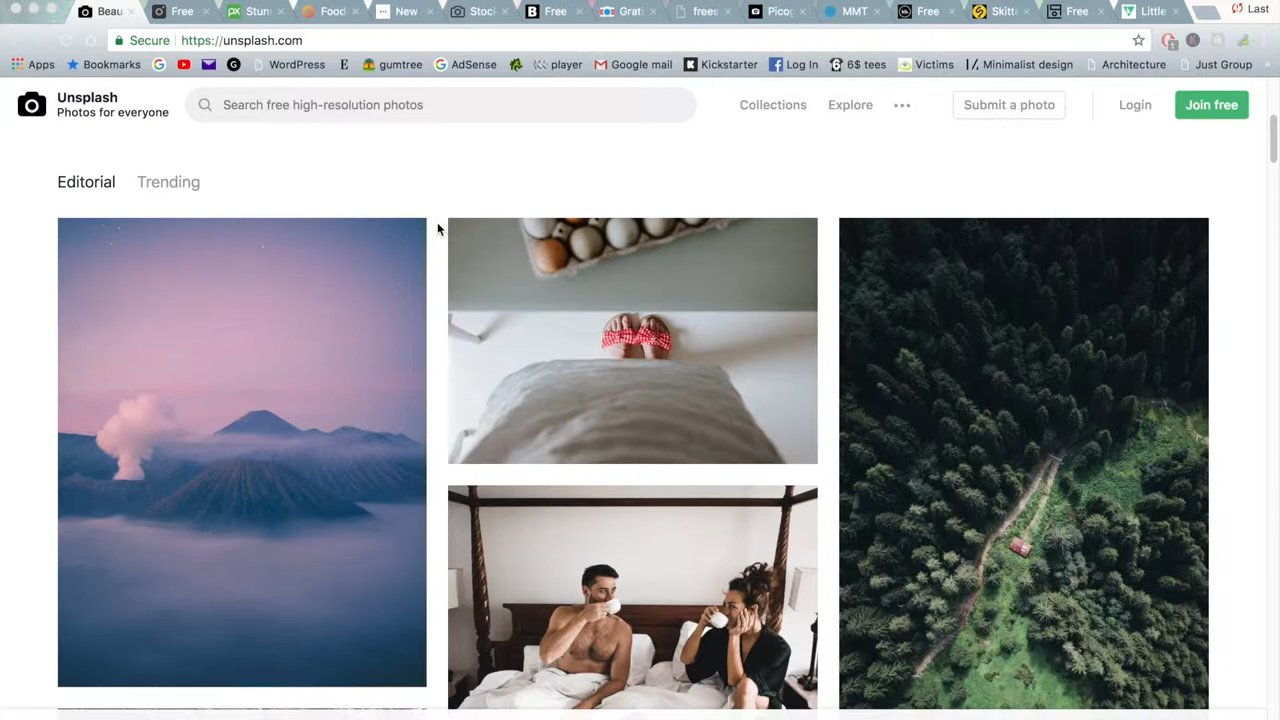 Beau
Free
Stun
Food
New
Stoc
Free
Grati
frees
Picog
MMT
Free
Skitt
Free
Little
Last
Secure https://unsplash.com
Apps Bookmarks WordPress gumtree AdSense player Google mail Kickstarter Log In 6$ tees Victims Minimalist design Architecture Just Group »
Unsplash
Photos for everyone
Search free high-resolution photos
Collections Explore Submit a photo Login Join free
Editorial Trending